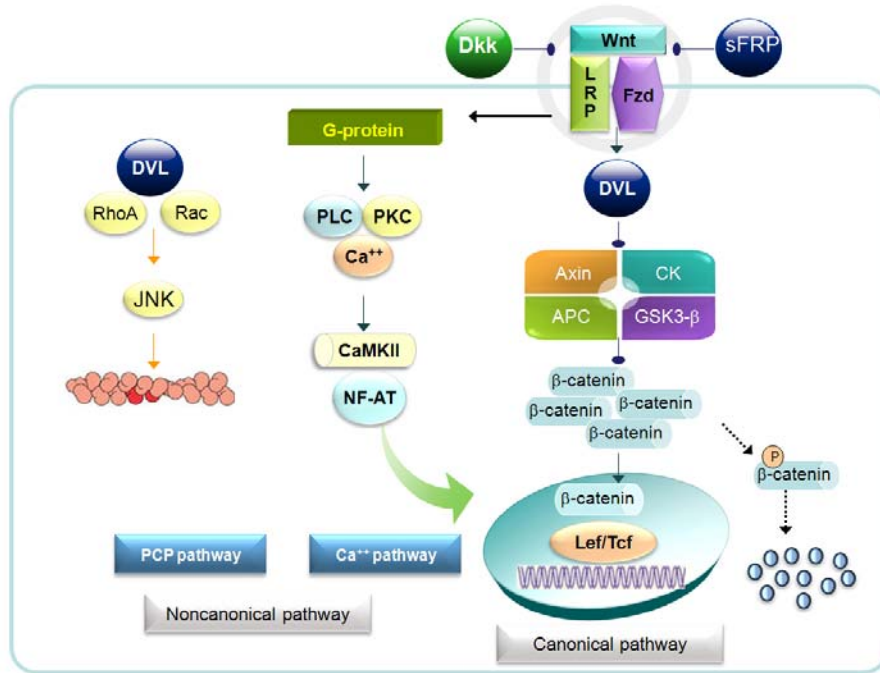 Dkk
Wnt
sFRP
L
R
P
Fzd
G-protein
DVL
RhoA
Rac
PLC
PKC
Ca⁺⁺
DVL
Axin
CK
APC
GSK3-β
JNK
CaMKII
NF-AT
β-catenin
β-catenin
β-catenin
β-catenin
P
β-catenin
β-catenin
Lef/Tcf
PCP pathway
Ca⁺⁺ pathway
Noncanonical pathway
Canonical pathway